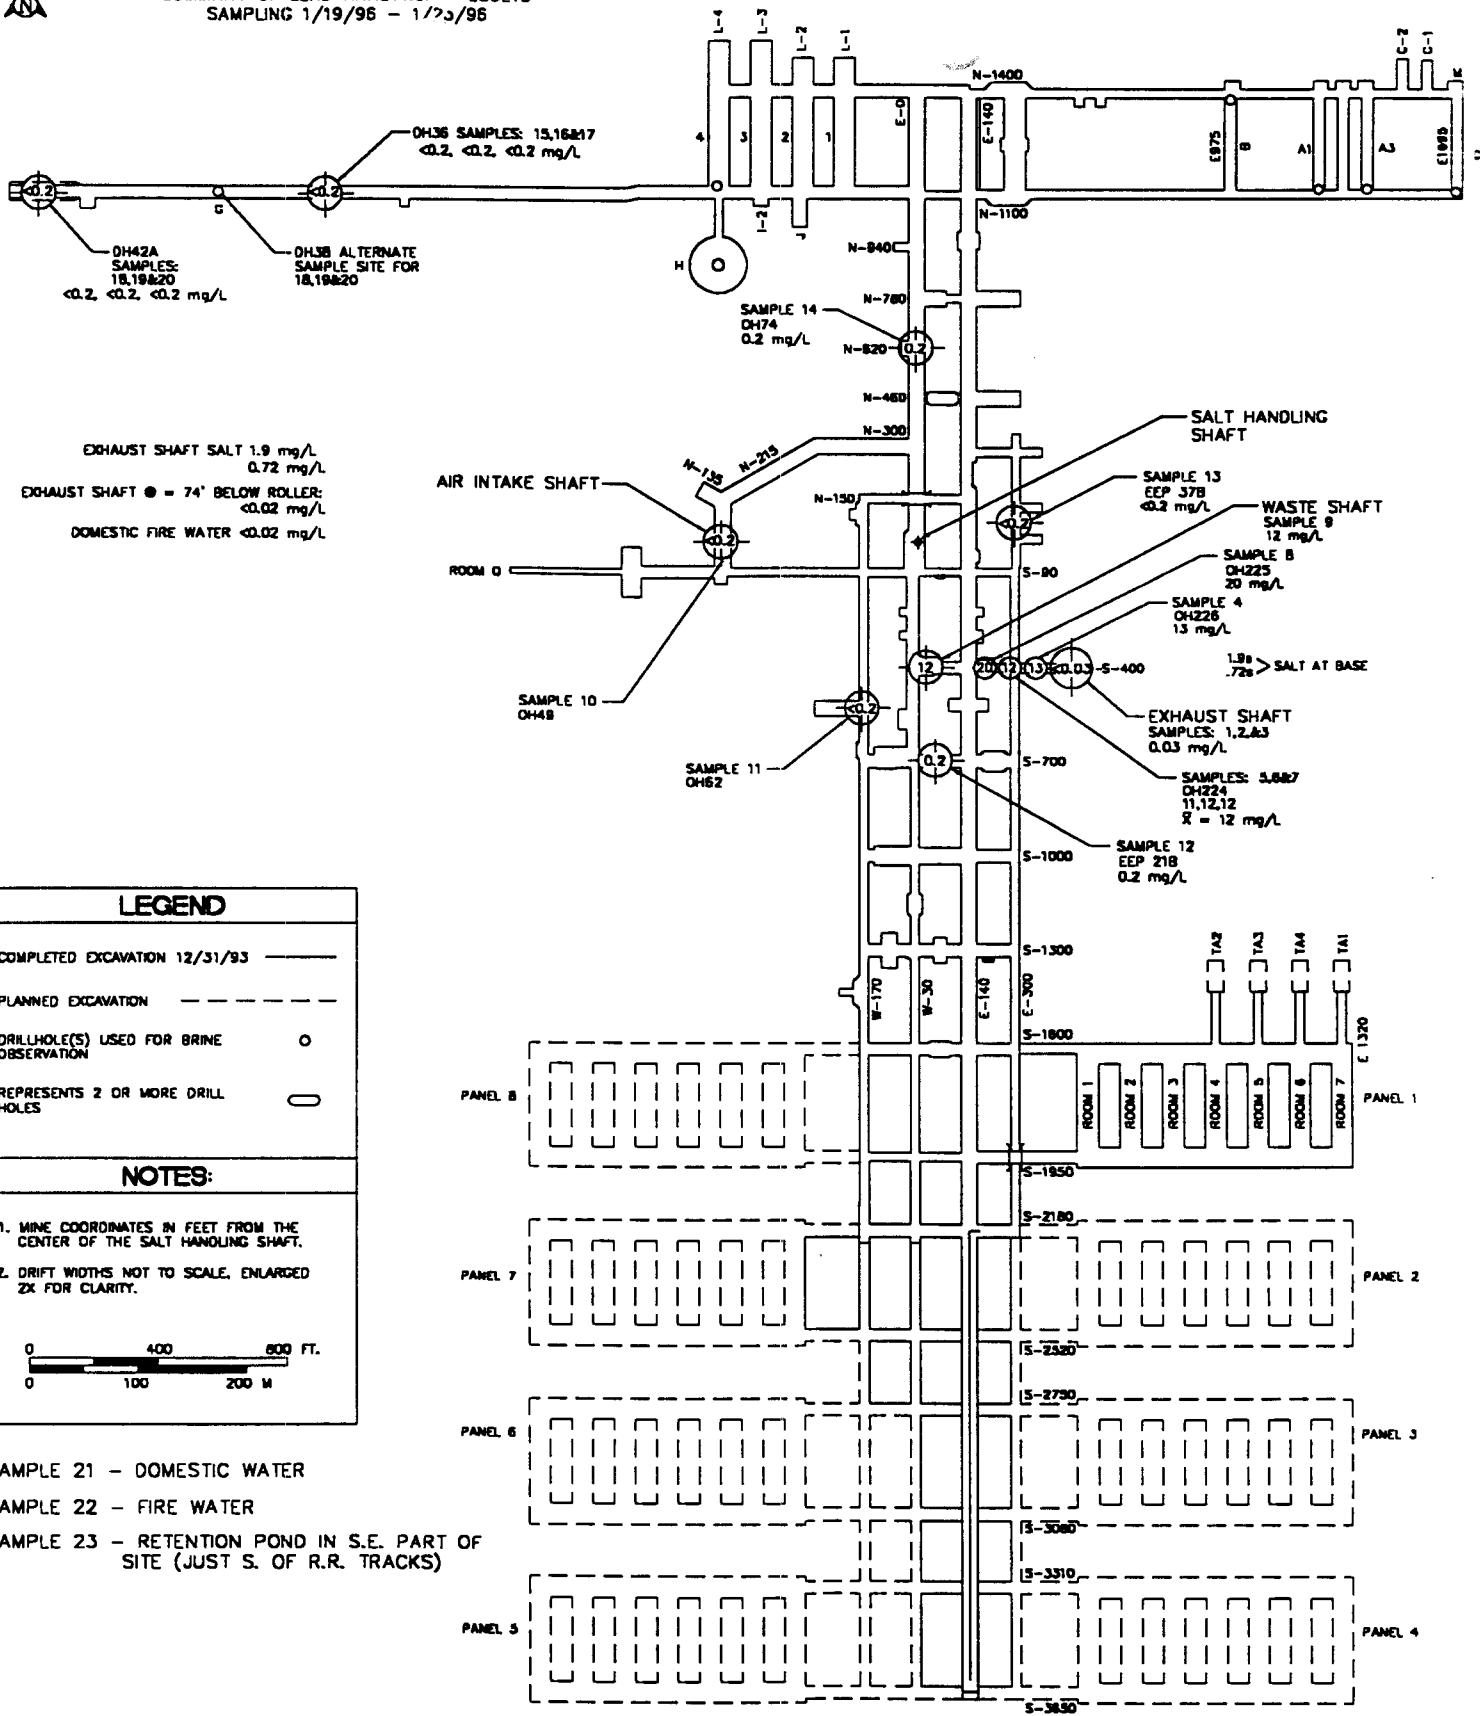 N
SAMPLING 1/19/96 – 1/25/96
L-4
L-3
L-2
L-1
N-1400
C-2
C-1
K
E-0
E-140
4
3
2
1
E975
B
A1
A3
OH36 SAMPLES: 15,16&17
<0.2, <0.2, <0.2 mg/L
<0.2
<0.2
G
OH42A
SAMPLES:
18,19&20
<0.2, <0.2, <0.2 mg/L
OH38 ALTERNATE
SAMPLE SITE FOR
18,19&20
I-2
J
H
N-1100
N-940
N-780
SAMPLE 14
OH74
0.2 mg/L
N-620
0.2
N-460
N-300
N-215
N-135
N-150
SALT HANDLING
SHAFT
EXHAUST SHAFT SALT 1.9 mg/L
0.72 mg/L
EXHAUST SHAFT @ = 74' BELOW ROLLER:
<0.02 mg/L
DOMESTIC FIRE WATER <0.02 mg/L
AIR INTAKE SHAFT
<0.2
ROOM Q
SAMPLE 13
EEP 37B
<0.2 mg/L
<0.2
WASTE SHAFT
SAMPLE 9
12 mg/L
S-90
SAMPLE 8
OH225
20 mg/L
SAMPLE 4
OH226
13 mg/L
12
20
12
13
<0.03
S-400
1.9s
.72s
> SALT AT BASE
SAMPLE 10
OH49
<0.2
SAMPLE 11
OH62
EXHAUST SHAFT
SAMPLES: 1,2,&3
0.03 mg/L
0.2
S-700
SAMPLES: 5,6&7
OH224
11,12,12
X̄ = 12 mg/L
SAMPLE 12
EEP 21B
0.2 mg/L
S-1000
S-1300
W-170
W-30
E-140
E-300
TA2
TA3
TA4
TA1
E 1320
S-1600
LEGEND
COMPLETED EXCAVATION 12/31/93
PLANNED EXCAVATION
DRILLHOLE(S) USED FOR BRINE
OBSERVATION
REPRESENTS 2 OR MORE DRILL
HOLES
NOTES:
1. MINE COORDINATES IN FEET FROM THE
CENTER OF THE SALT HANDLING SHAFT.
2. DRIFT WIDTHS NOT TO SCALE, ENLARGED
2X FOR CLARITY.
0 400 800 FT.
0 100 200 M
PANEL 8
ROOM 1
ROOM 2
ROOM 3
ROOM 4
ROOM 5
ROOM 6
ROOM 7
PANEL 1
S-1950
S-2180
PANEL 7
PANEL 2
S-2520
S-2750
PANEL 6
PANEL 3
S-3080
S-3310
PANEL 5
PANEL 4
S-3650
AMPLE 21 – DOMESTIC WATER
AMPLE 22 – FIRE WATER
AMPLE 23 – RETENTION POND IN S.E. PART OF
SITE (JUST S. OF R.R. TRACKS)